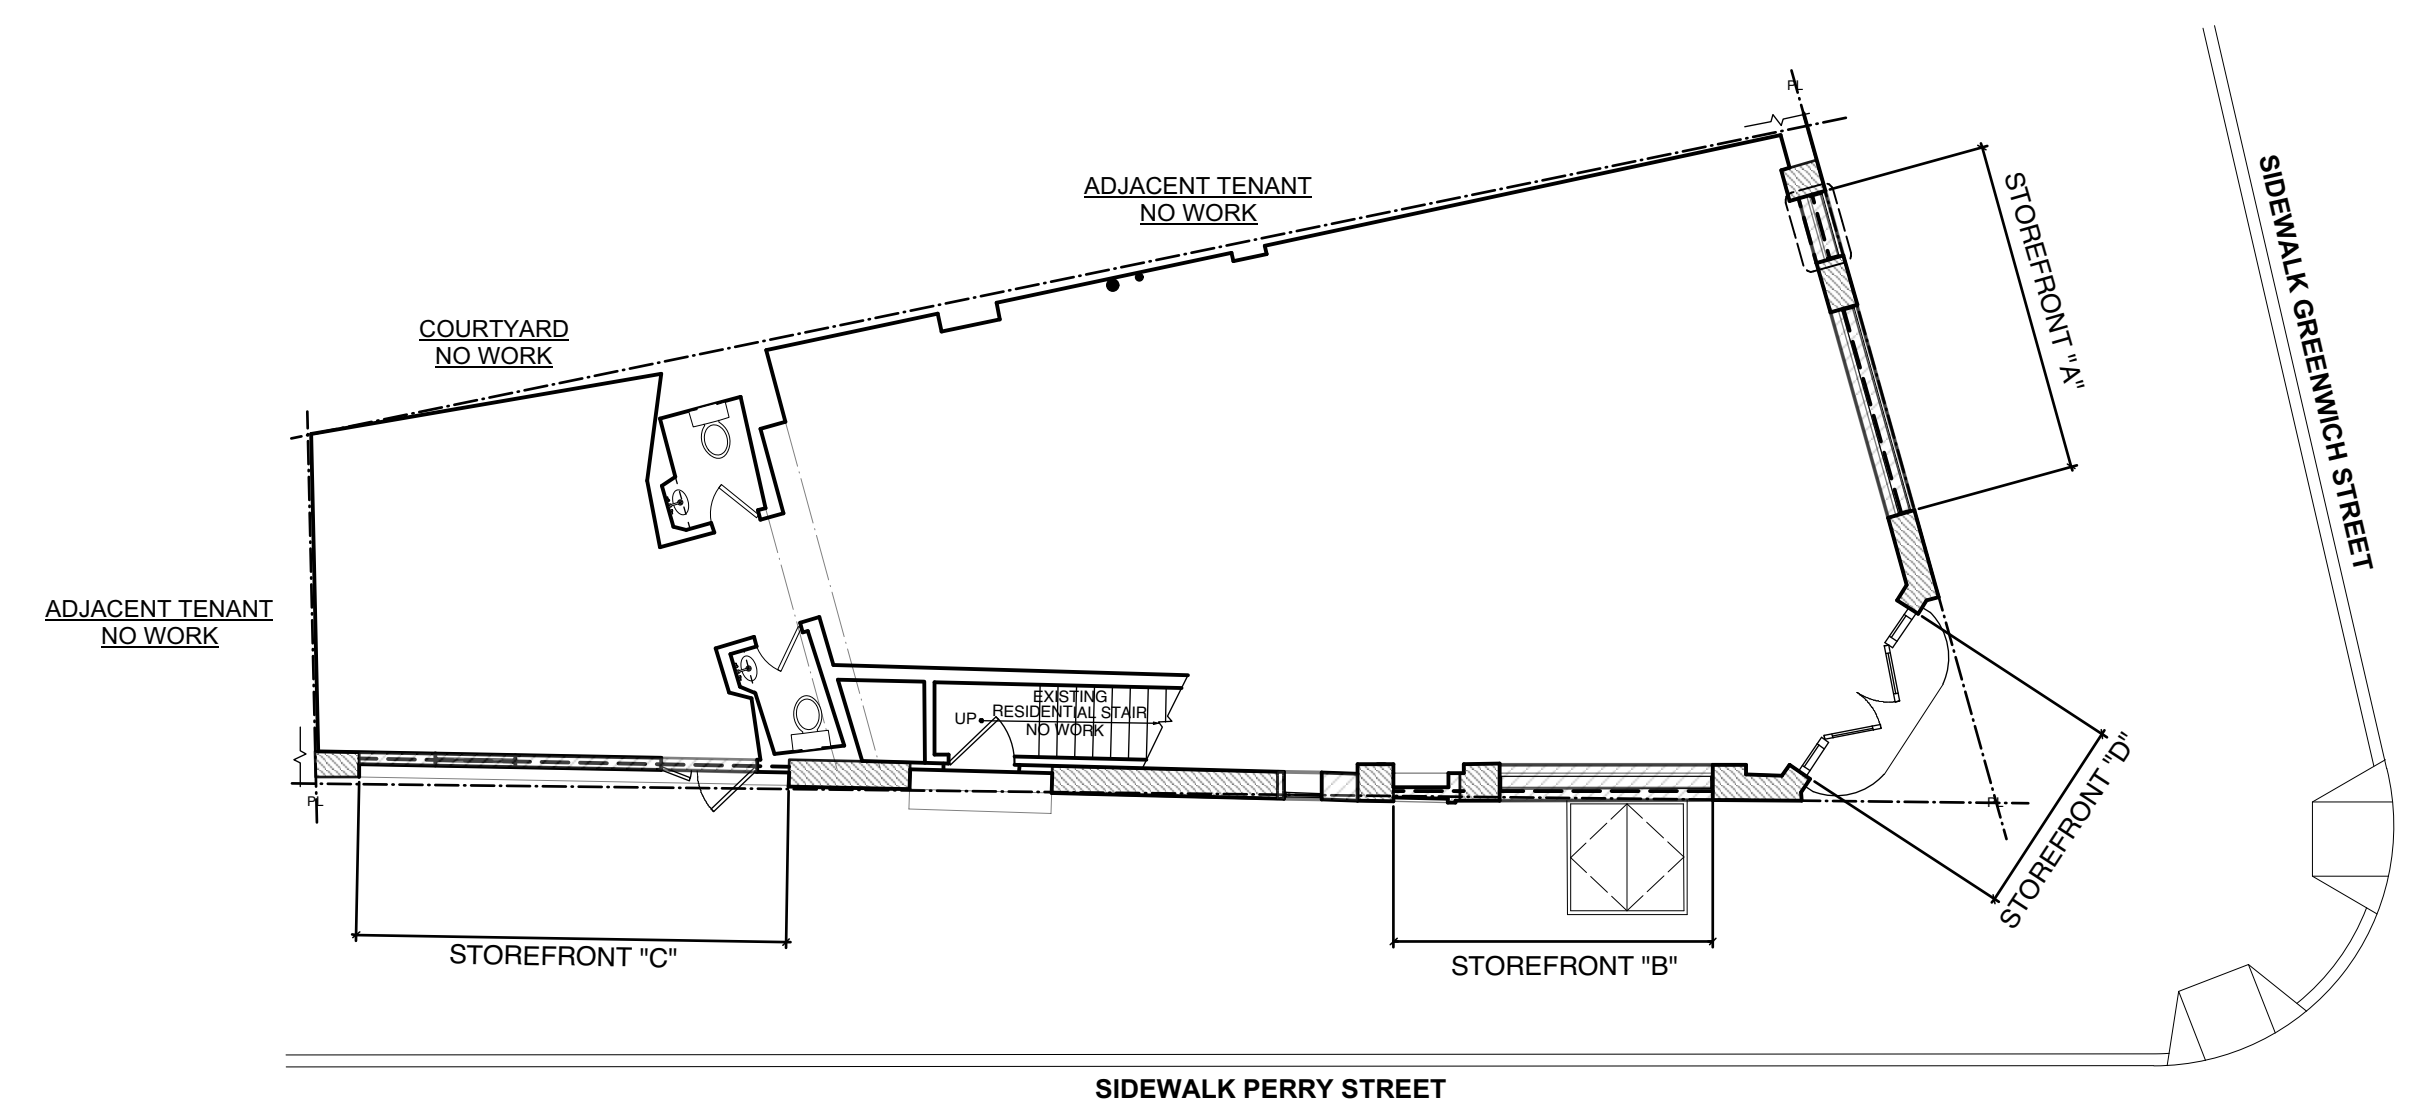 PL
ADJACENT TENANT
NO WORK
STOREFRONT "A"
SIDEWALK GREENWICH STREET
COURTYARD
NO WORK
ADJACENT TENANT
NO WORK
EXISTING
RESIDENTIAL STAIR
NO WORK
UP
PL
PL
STOREFRONT "D"
STOREFRONT "C"
STOREFRONT "B"
SIDEWALK PERRY STREET